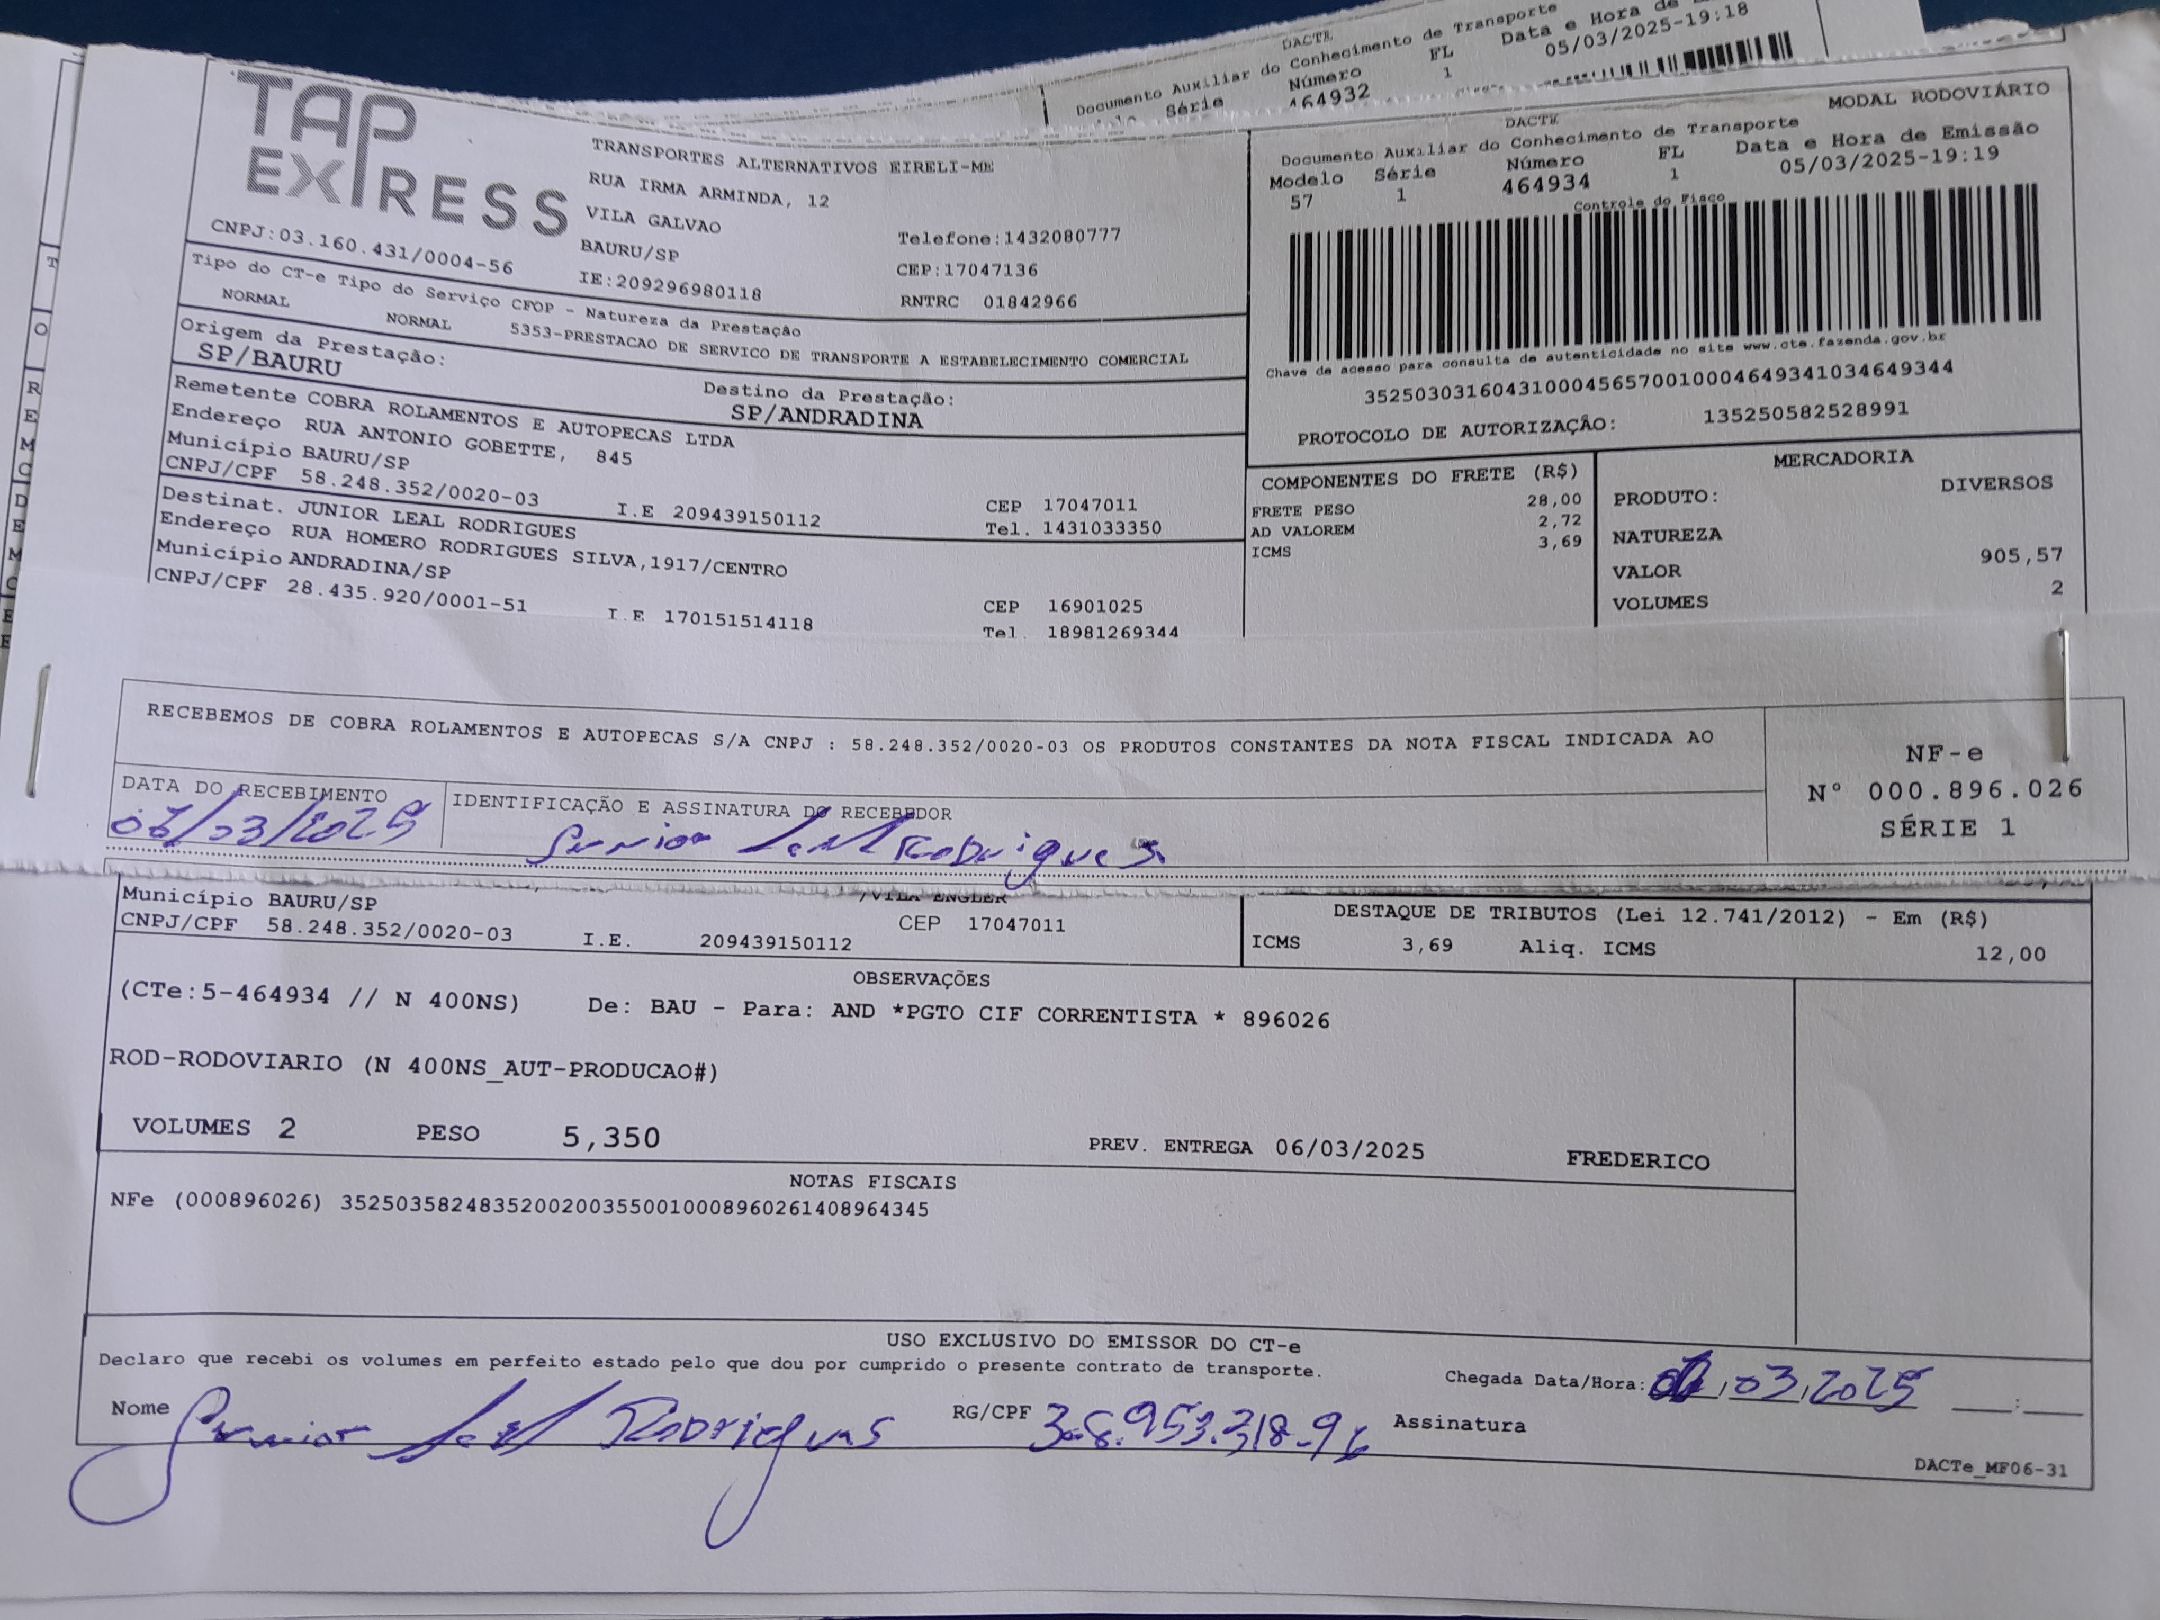 DACTE
Documento Auxiliar do Conhecimento de Transporte
Série Número FL Data e Hora de
464932 1 05/03/2025-19:18
TAP
EXPRESS
CNPJ:03.160.431/0004-56
TRANSPORTES ALTERNATIVOS EIRELI-ME
RUA IRMA ARMINDA, 12
VILA GALVAO
BAURU/SP
IE:209296980118
Telefone:1432080777
CEP:17047136
RNTRC 01842966
Tipo do CT-e Tipo do Serviço CFOP - Natureza da Prestação
NORMAL NORMAL 5353-PRESTACAO DE SERVICO DE TRANSPORTE A ESTABELECIMENTO COMERCIAL
Origem da Prestação:
SP/BAURU
Destino da Prestação:
SP/ANDRADINA
Remetente COBRA ROLAMENTOS E AUTOPECAS LTDA
Endereço RUA ANTONIO GOBETTE, 845
Município BAURU/SP
CEP 17047011
CNPJ/CPF 58.248.352/0020-03 I.E 209439150112 Tel. 1431033350
Destinat. JUNIOR LEAL RODRIGUES
Endereço RUA HOMERO RODRIGUES SILVA,1917/CENTRO
Município ANDRADINA/SP CEP 16901025
CNPJ/CPF 28.435.920/0001-51 I.E 170151514118 Tel. 18981269344
MODAL RODOVIÁRIO
DACTE
Documento Auxiliar do Conhecimento de Transporte
Modelo Série Número FL Data e Hora de Emissão
57 1 464934 1 05/03/2025-19:19
Controle do Fisco
Chave de acesso para consulta de autenticidade no site www.cte.fazenda.gov.br
35250303160431000456570010004649341034649344
PROTOCOLO DE AUTORIZAÇÃO: 135250582528991
COMPONENTES DO FRETE (R$)
FRETE PESO 28,00
AD VALOREM 2,72
ICMS 3,69
MERCADORIA
PRODUTO: DIVERSOS
NATUREZA
VALOR 905,57
VOLUMES 2
RECEBEMOS DE COBRA ROLAMENTOS E AUTOPECAS S/A CNPJ : 58.248.352/0020-03 OS PRODUTOS CONSTANTES DA NOTA FISCAL INDICADA AO
NF-e
Nº 000.896.026
SÉRIE 1
DATA DO RECEBIMENTO
06/03/2025
IDENTIFICAÇÃO E ASSINATURA DO RECEBEDOR
Junior Leal Rodrigues
/VILA ENGLER
Município BAURU/SP CEP 17047011
CNPJ/CPF 58.248.352/0020-03 I.E. 209439150112
DESTAQUE DE TRIBUTOS (Lei 12.741/2012) - Em (R$)
ICMS 3,69 Aliq. ICMS 12,00
OBSERVAÇÕES
(CTe:5-464934 // N 400NS) De: BAU - Para: AND *PGTO CIF CORRENTISTA * 896026
ROD-RODOVIARIO (N 400NS_AUT-PRODUCAO#)
VOLUMES 2 PESO 5,350 PREV. ENTREGA 06/03/2025 FREDERICO
NOTAS FISCAIS
NFe (000896026) 35250358248352002003550010008960261408964345
USO EXCLUSIVO DO EMISSOR DO CT-e
Declaro que recebi os volumes em perfeito estado pelo que dou por cumprido o presente contrato de transporte.
Chegada Data/Hora: 03/2025 :
Nome Junior Leal Rodrigues RG/CPF Assinatura
DACTe_MF06-31